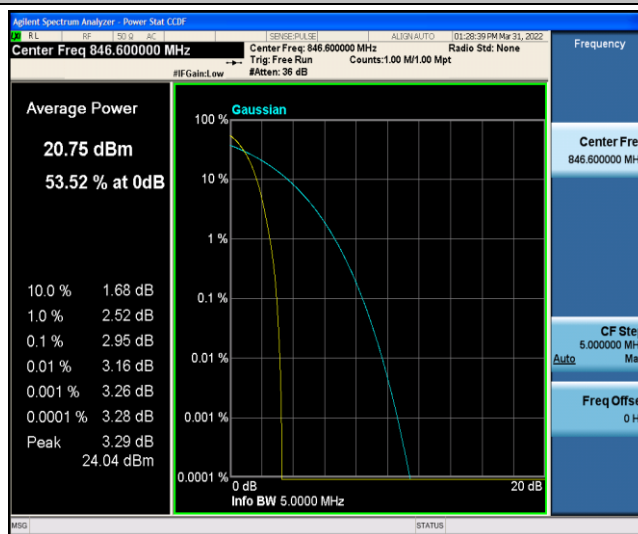 Agilent Spectrum Analyzer - Power Stat CCDF
RL RF 50 Ω AC SENSE:PULSE ALIGN AUTO 01:28:39 PM Mar 31, 2022
Center Freq 846.600000 MHz
Center Freq: 846.600000 MHz Radio Std: None
Trig: Free Run Counts:1.00 M/1.00 Mpt
#IFGain:Low #Atten: 36 dB
Frequency
Average Power
20.75 dBm
53.52 % at 0dB
10.0 % 1.68 dB
1.0 % 2.52 dB
0.1 % 2.95 dB
0.01 % 3.16 dB
0.001 % 3.26 dB
0.0001 % 3.28 dB
Peak 3.29 dB
24.04 dBm
Gaussian
100 %
10 %
1 %
0.1 %
0.01 %
0.001 %
0.0001 %
0 dB 20 dB
Info BW 5.0000 MHz
Center Fre
846.600000 MH
CF Ste
5.000000 MH
Auto Ma
Freq Offse
0 H
MSG STATUS